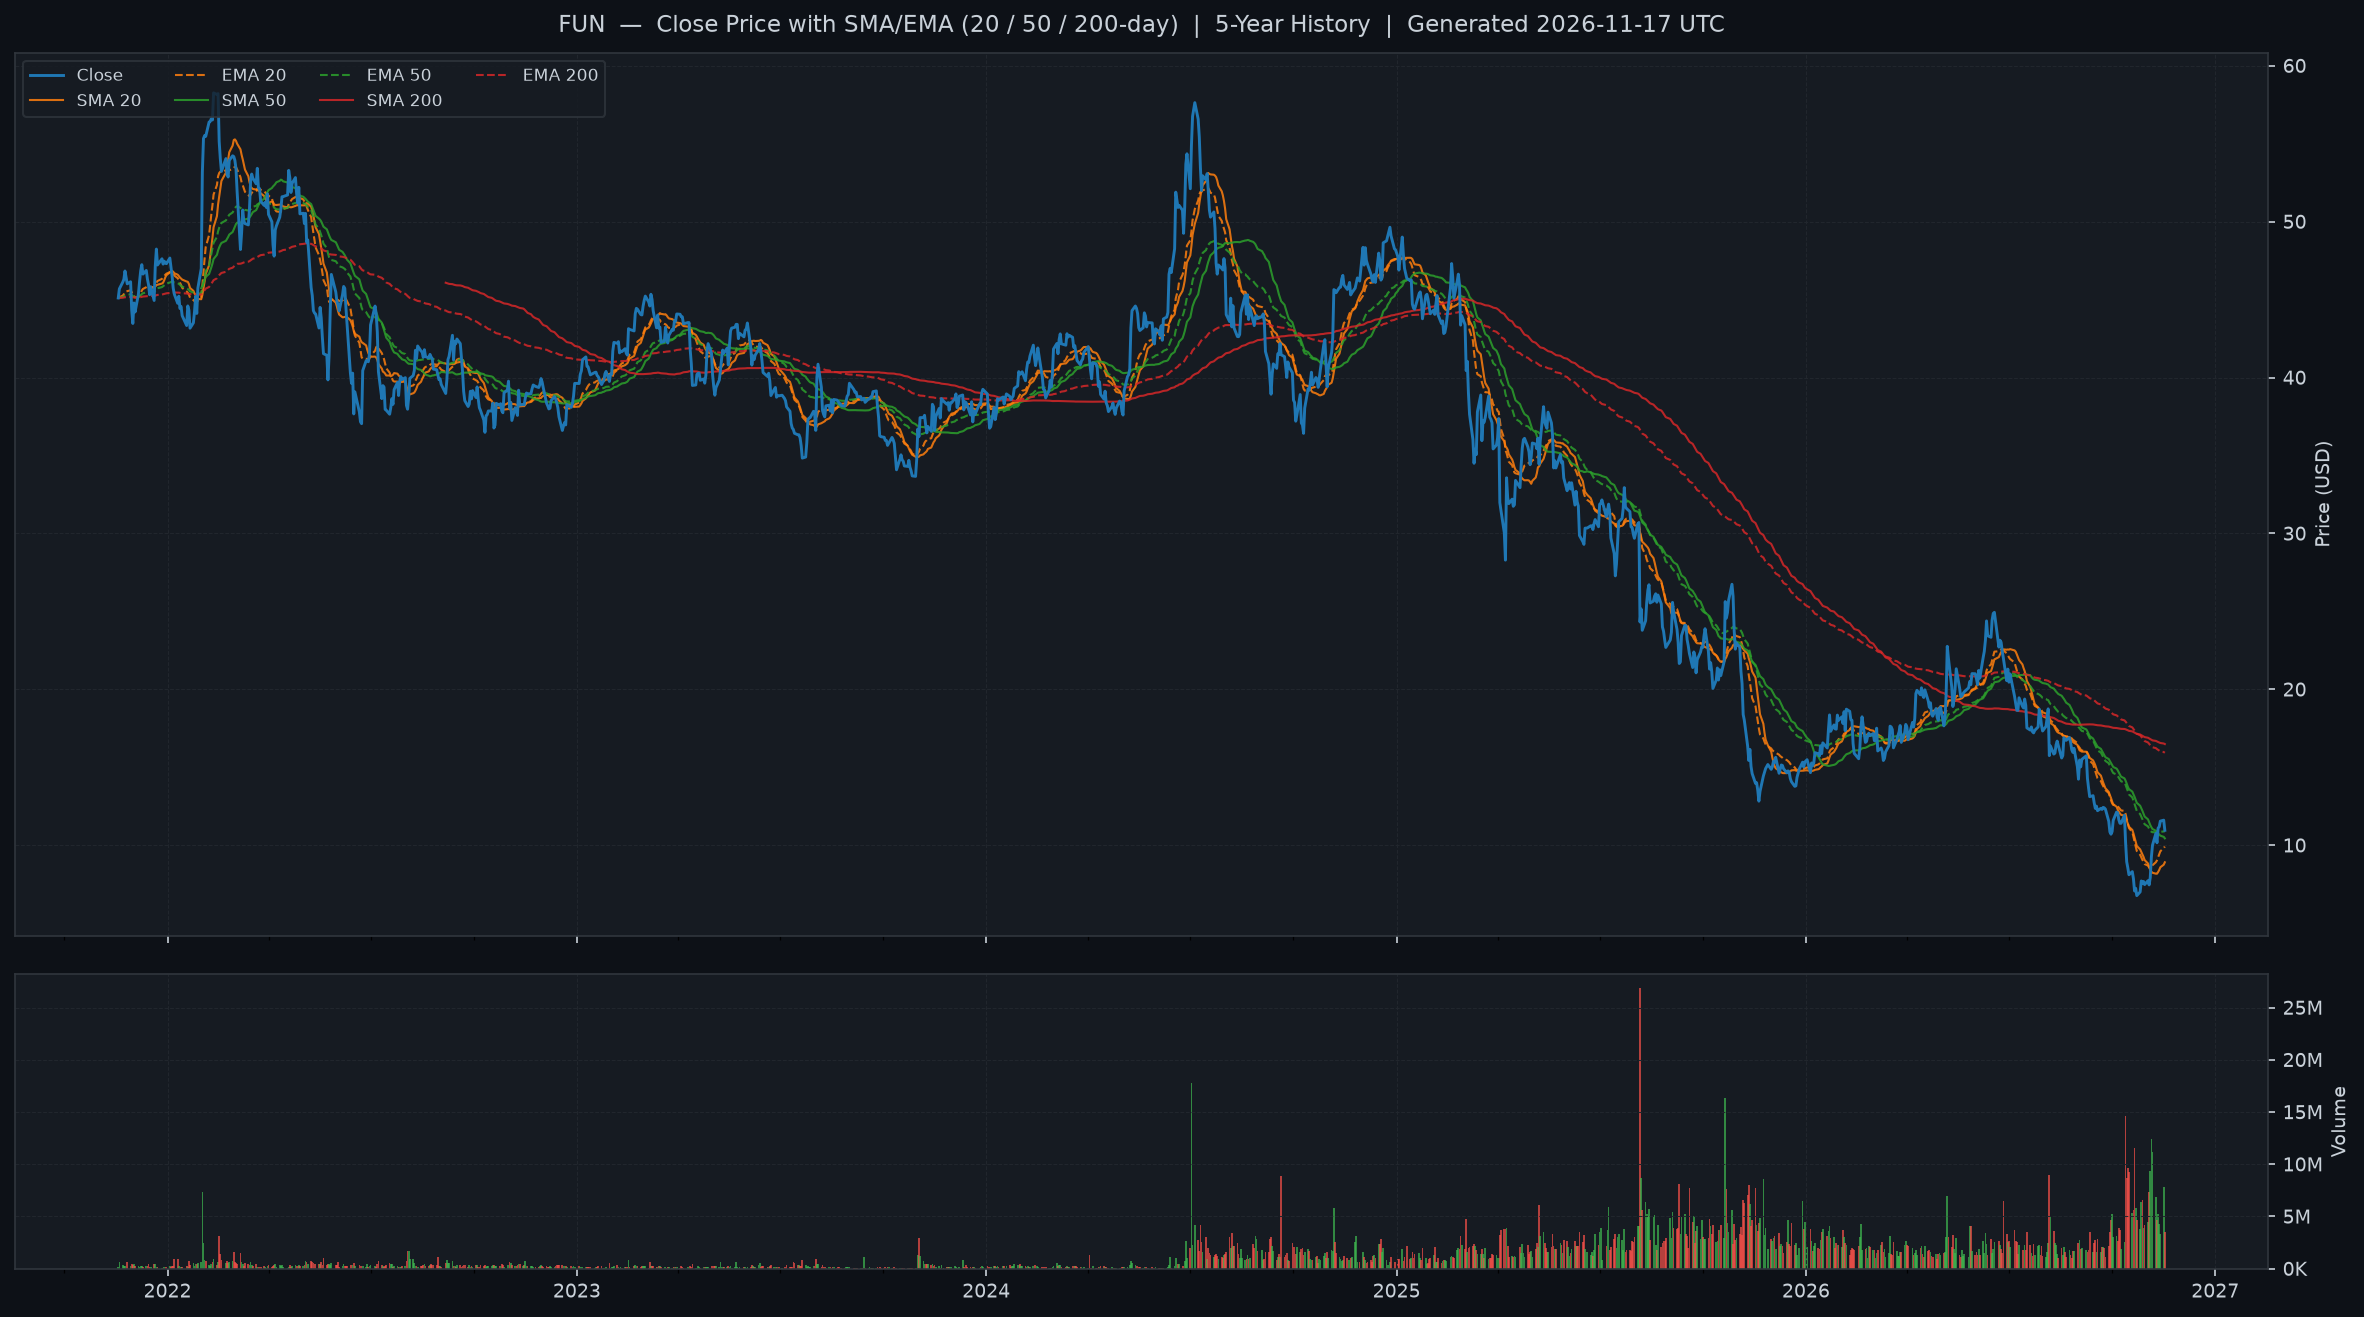 FUN — Close Price with SMA/EMA (20 / 50 / 200-day) | 5-Year History | Generated 2026-11-17 UTC
Close EMA 20 EMA 50 EMA 200
SMA 20 SMA 50 SMA 200
60
50
40
30
20
10
Price (USD)
25M
20M
15M
10M
5M
0K
Volume
2022 2023 2024 2025 2026 2027